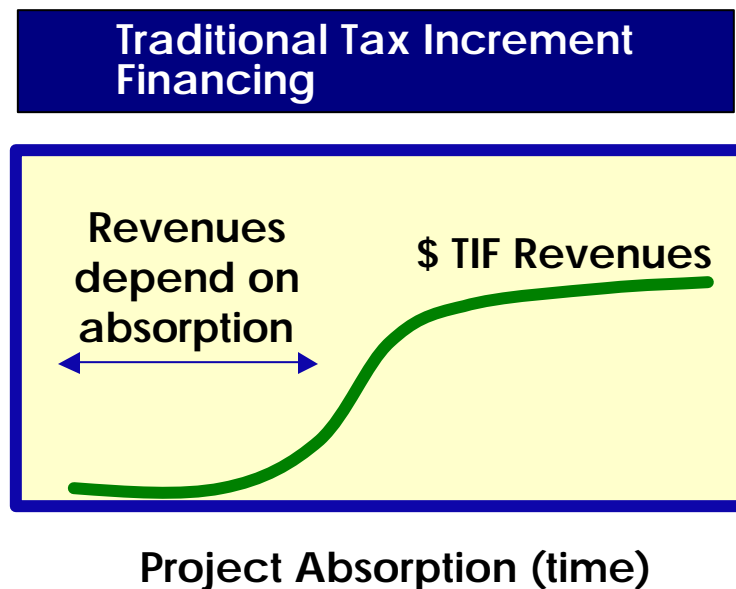 Traditional Tax Increment
Financing
Revenues
depend on
absorption
$ TIF Revenues
Project Absorption (time)